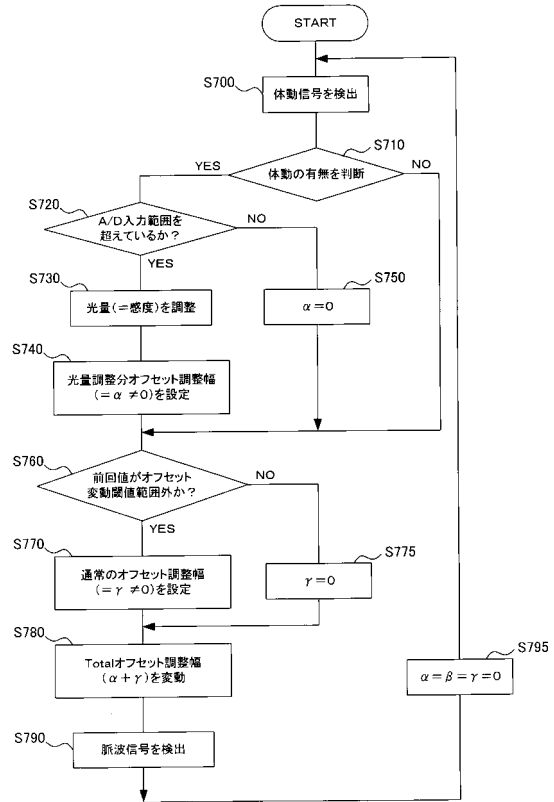 START
S700
体動信号を検出
S710
体動の有無を判断
YES
NO
S720
A/D入力範囲を
超えているか?
NO
YES
S730
光量(=感度)を調整
S750
α=0
S740
光量調整分オフセット調整幅
(=α ≠0)を設定
S760
前回値がオフセット
変動閾値範囲外か?
NO
YES
S770
通常のオフセット調整幅
(=γ ≠0)を設定
S775
γ=0
S780
Totalオフセット調整幅
(α+γ)を変動
S795
α=β=γ=0
S790
脈波信号を検出